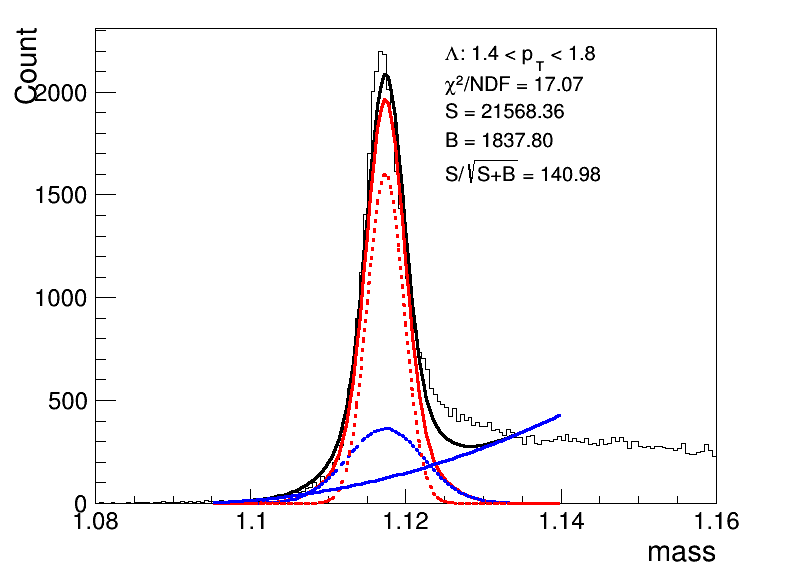 Count
Λ: 1.4 < pT < 1.8
χ²/NDF = 17.07
S = 21568.36
B = 1837.80
S/√S+B = 140.98
2000
1500
1000
500
0
1.08 1.1 1.12 1.14 1.16
mass